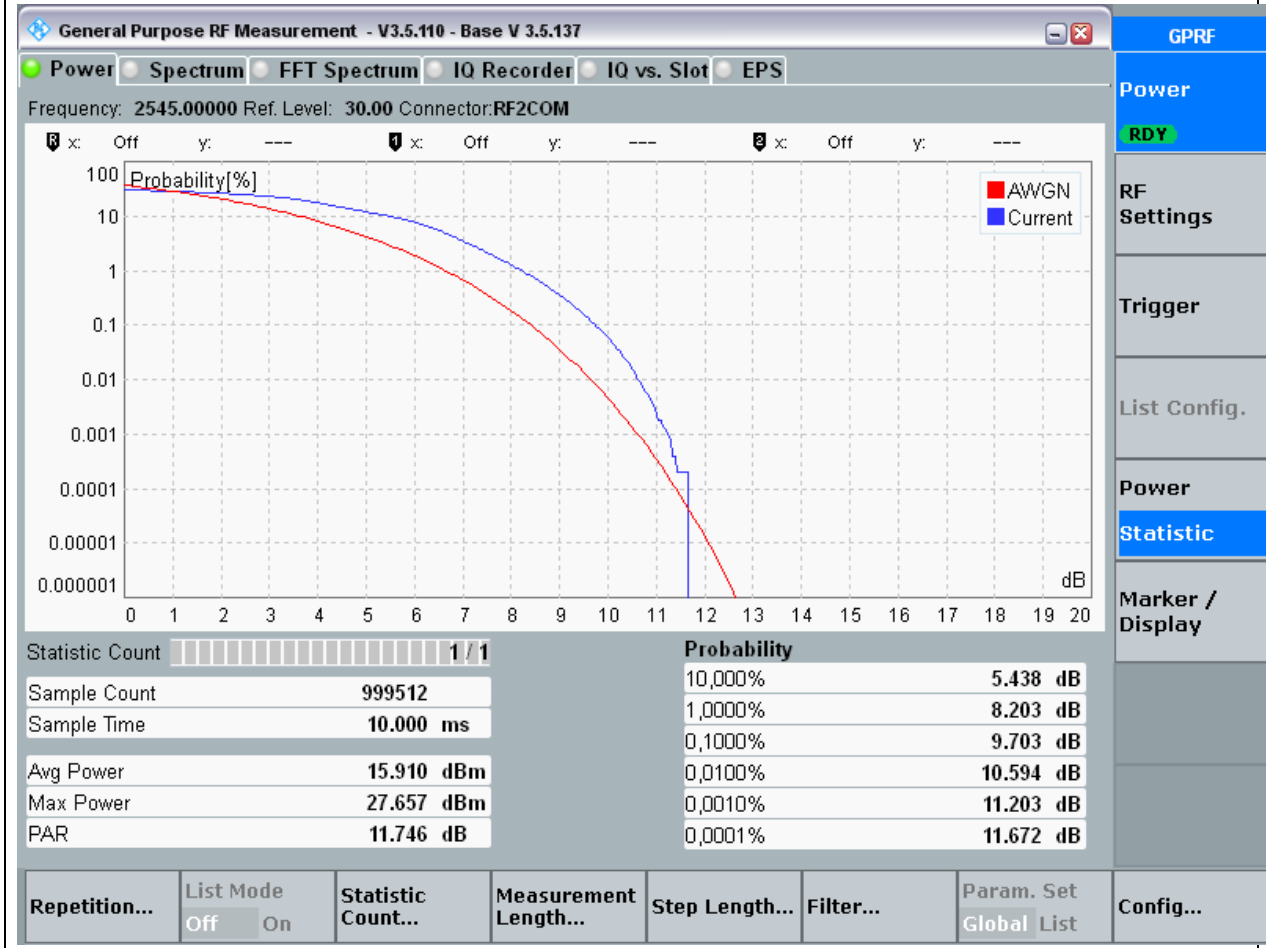 General Purpose RF Measurement - V3.5.110 - Base V 3.5.137
GPRF
Power Spectrum FFT Spectrum IQ Recorder IQ vs. Slot EPS
Frequency: 2545.00000 Ref. Level: 30.00 Connector:RF2COM
R x: Off y: --- 1 x: Off y: --- 2 x: Off y: ---
Probability[%]
AWGN
Current
100
10
1
0.1
0.01
0.001
0.0001
0.00001
0.000001
dB
0 1 2 3 4 5 6 7 8 9 10 11 12 13 14 15 16 17 18 19 20
Statistic Count 1 / 1
Sample Count 999512
Sample Time 10.000 ms
Avg Power 15.910 dBm
Max Power 27.657 dBm
PAR 11.746 dB
Probability
10,000% 5.438 dB
1,0000% 8.203 dB
0,1000% 9.703 dB
0,0100% 10.594 dB
0,0010% 11.203 dB
0,0001% 11.672 dB
Power
RDY
RF
Settings
Trigger
List Config.
Power
Statistic
Marker /
Display
Repetition...
List Mode
Off On
Statistic
Count...
Measurement
Length...
Step Length...
Filter...
Param. Set
Global List
Config...